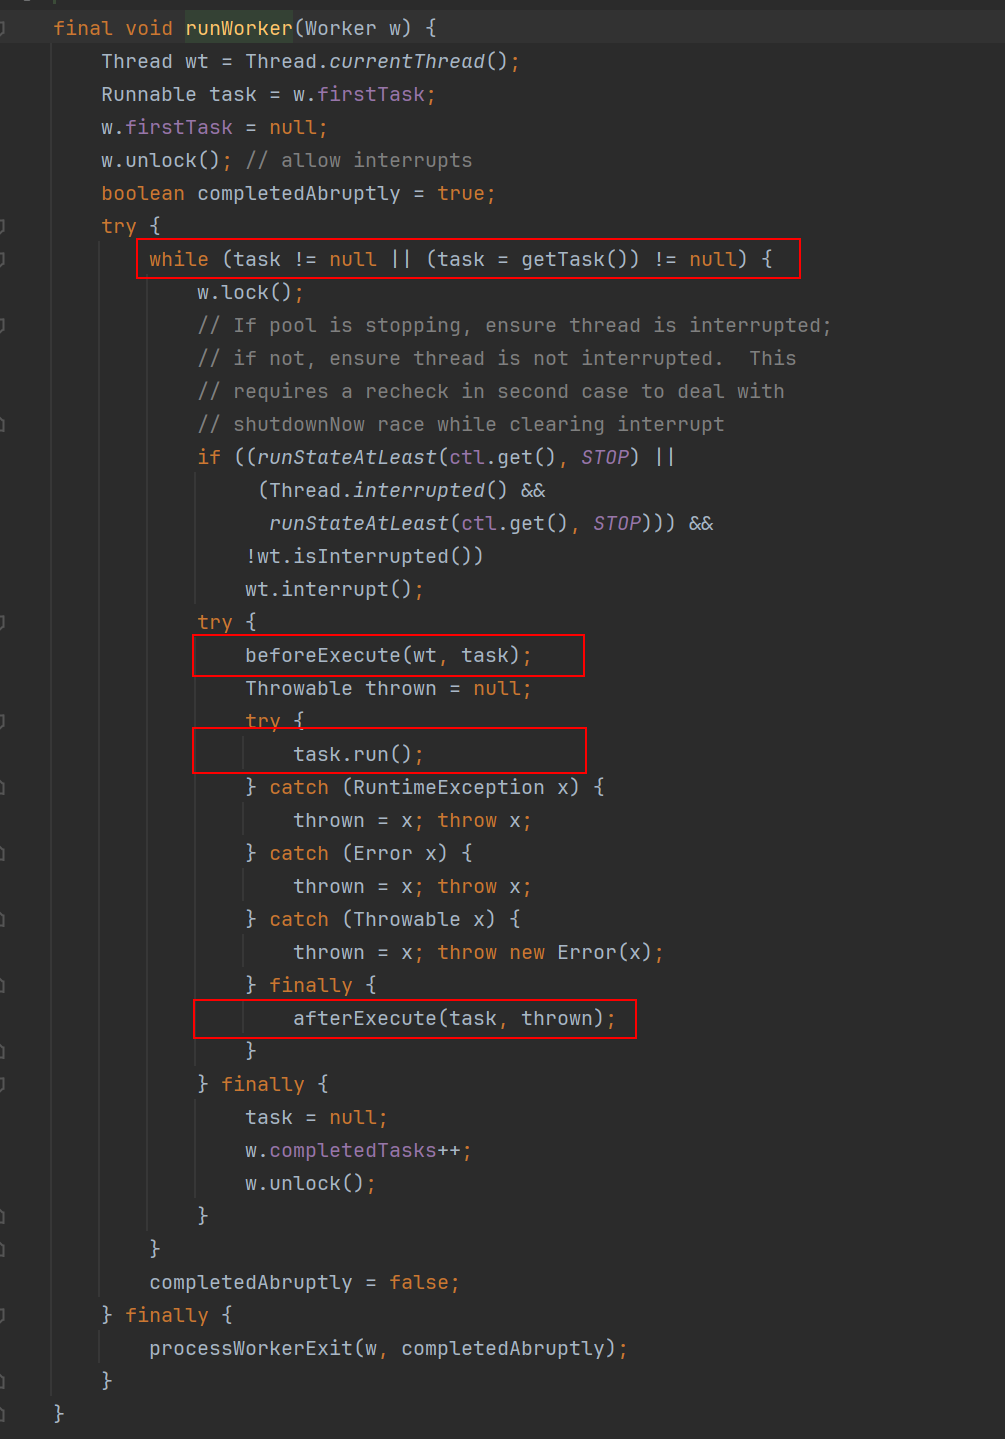 final void runWorker(Worker w) {
    Thread wt = Thread.currentThread();
    Runnable task = w.firstTask;
    w.firstTask = null;
    w.unlock(); // allow interrupts
    boolean completedAbruptly = true;
    try {
        while (task != null || (task = getTask()) != null) {
            w.lock();
            // If pool is stopping, ensure thread is interrupted;
            // if not, ensure thread is not interrupted.  This
            // requires a recheck in second case to deal with
            // shutdownNow race while clearing interrupt
            if ((runStateAtLeast(ctl.get(), STOP) ||
                 (Thread.interrupted() &&
                  runStateAtLeast(ctl.get(), STOP))) &&
                !wt.isInterrupted())
                wt.interrupt();
            try {
                beforeExecute(wt, task);
                Throwable thrown = null;
                try {
                    task.run();
                } catch (RuntimeException x) {
                    thrown = x; throw x;
                } catch (Error x) {
                    thrown = x; throw x;
                } catch (Throwable x) {
                    thrown = x; throw new Error(x);
                } finally {
                    afterExecute(task, thrown);
                }
            } finally {
                task = null;
                w.completedTasks++;
                w.unlock();
            }
        }
        completedAbruptly = false;
    } finally {
        processWorkerExit(w, completedAbruptly);
    }
}